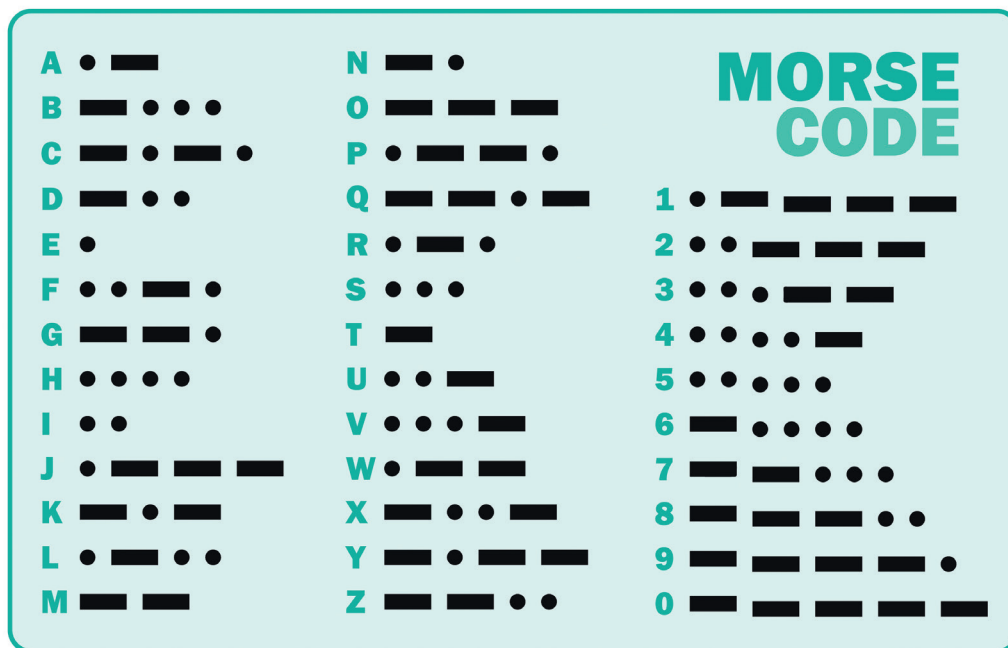 MORSE
CODE
A • −
B − • • •
C − • − •
D − • •
E •
F • • − •
G − − •
H • • • •
I • •
J • − − −
K − • −
L • − • •
M − −
N − •
O − − −
P • − − •
Q − − • −
R • − •
S • • •
T −
U • • −
V • • • −
W • − −
X − • • −
Y − • − −
Z − − • •
1 • − − − −
2 • • − − −
3 • • • − −
4 • • • • −
5 • • • • •
6 − • • • •
7 − − • • •
8 − − − • •
9 − − − − •
0 − − − − −